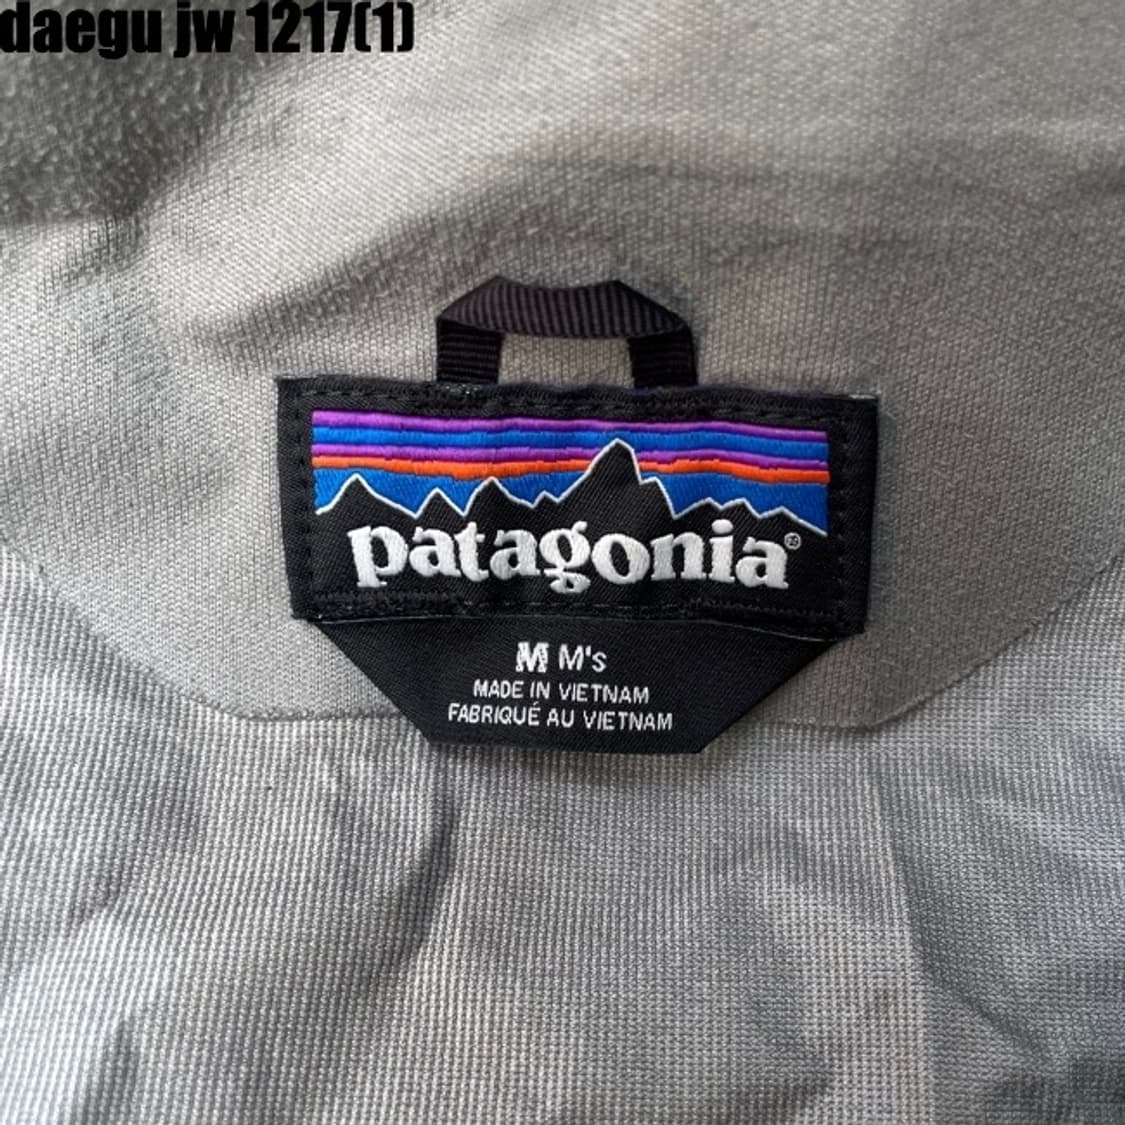 daegu jw 1217(1)
patagonia®
M M's
MADE IN VIETNAM
FABRIQUÉ AU VIETNAM